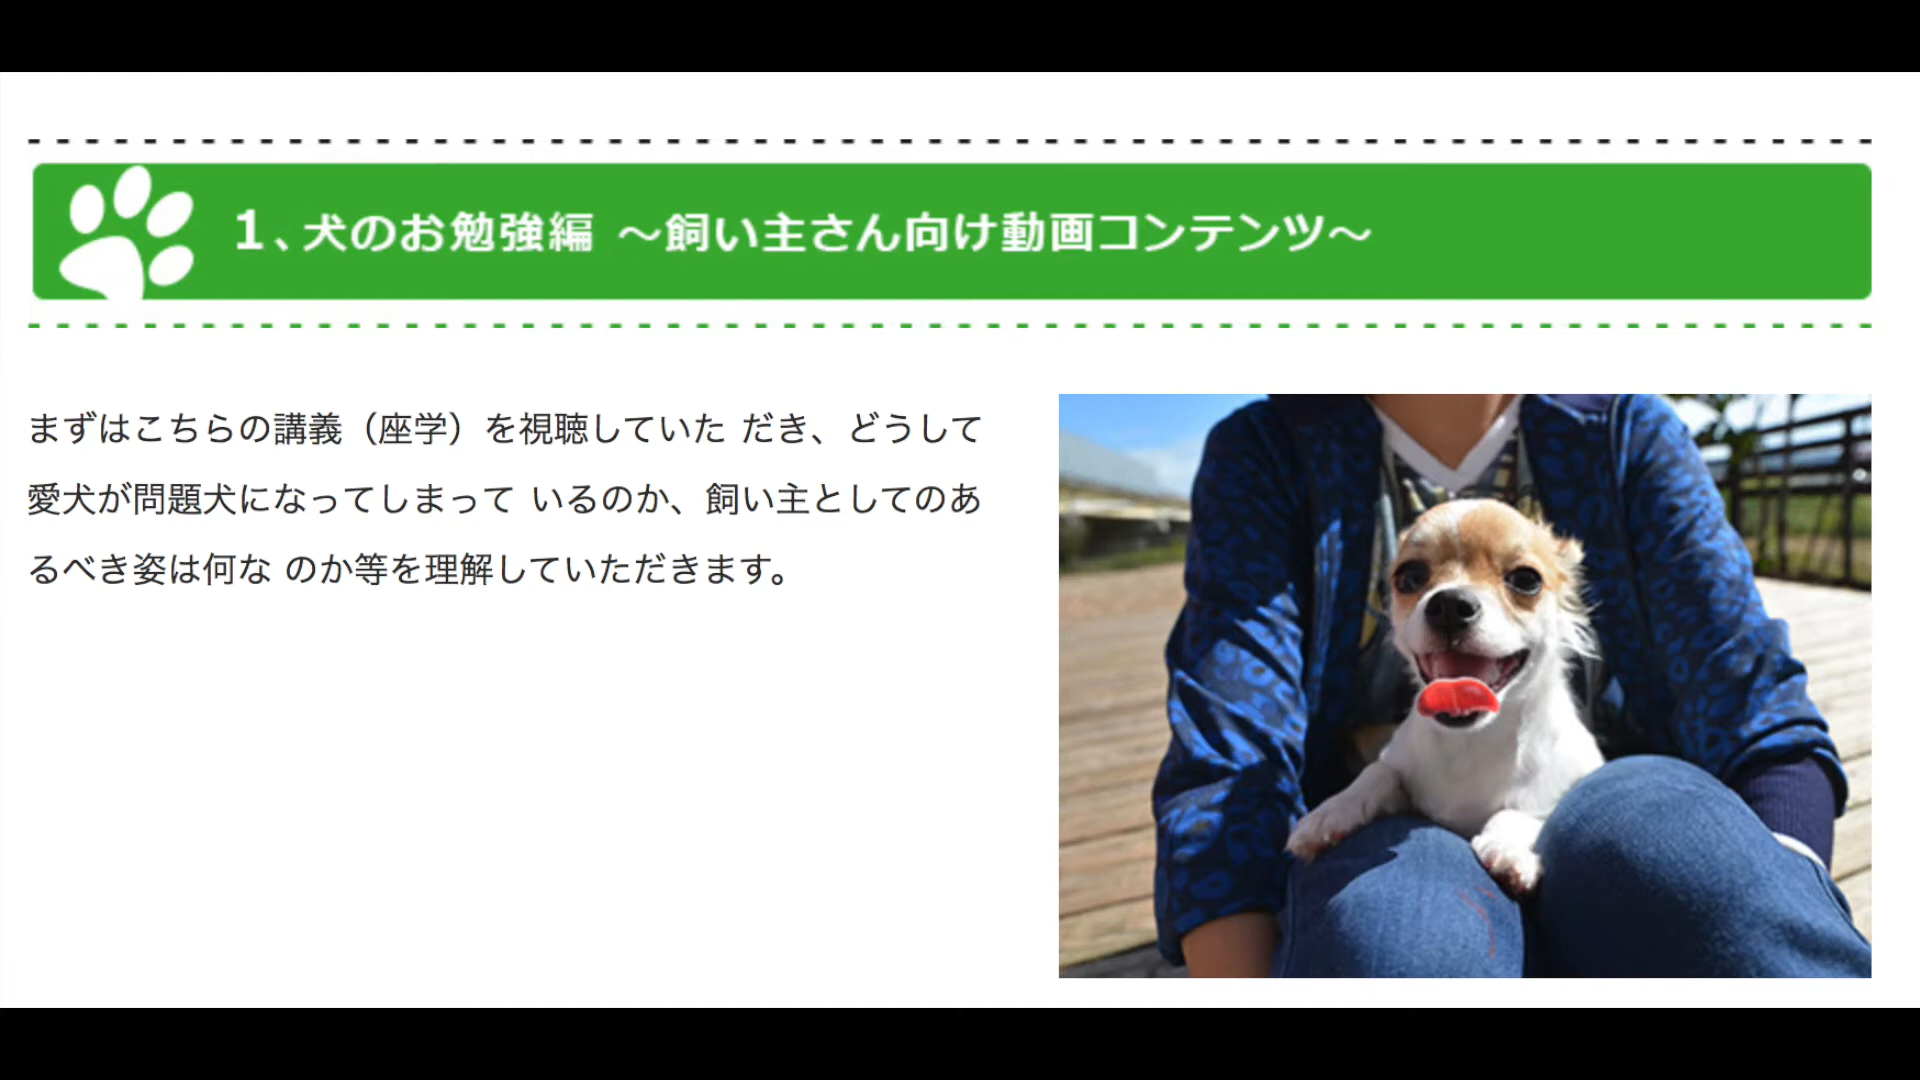 1、犬のお勉強編 ～飼い主さん向け動画コンテンツ～
まずはこちらの講義（座学）を視聴していた だき、どうして
愛犬が問題犬になってしまって いるのか、飼い主としてのあ
るべき姿は何な のか等を理解していただきます。